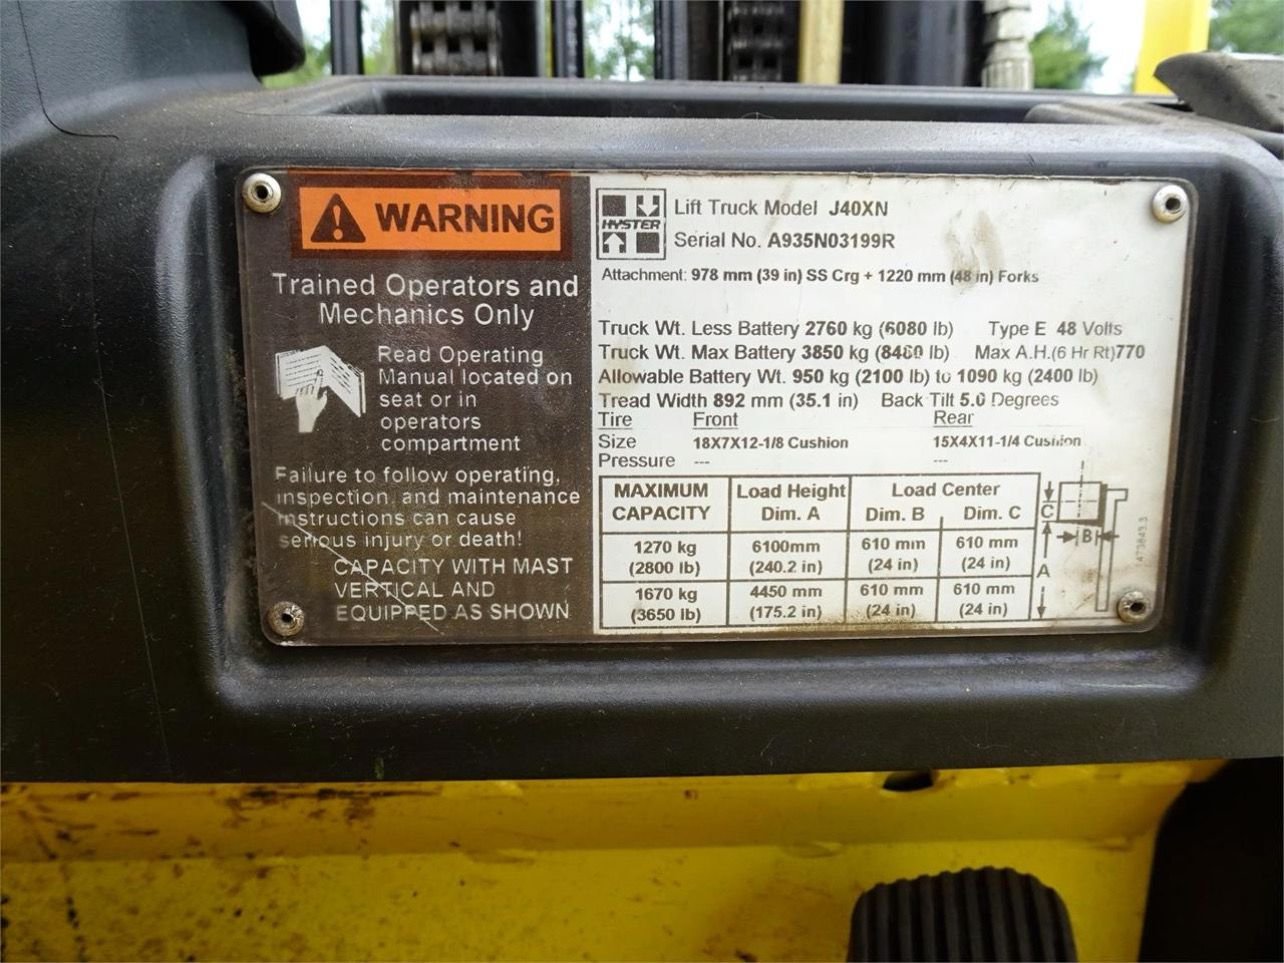 WARNING
Trained Operators and
Mechanics Only
Read Operating
Manual located on
seat or in
operators
compartment
Failure to follow operating,
inspection, and maintenance
instructions can cause
serious injury or death!
CAPACITY WITH MAST
VERTICAL AND
EQUIPPED AS SHOWN
HYSTER
Lift Truck Model J40XN
Serial No. A935N03199R
Attachment: 978 mm (39 in) SS Crg + 1220 mm (48 in) Forks
Truck Wt. Less Battery 2760 kg (6080 lb) Type E 48 Volts
Truck Wt. Max Battery 3850 kg (8480 lb) Max A.H.(6 Hr Rt)770
Allowable Battery Wt. 950 kg (2100 lb) to 1090 kg (2400 lb)
Tread Width 892 mm (35.1 in) Back Tilt 5.0 Degrees
Tire Front Rear
Size 18X7X12-1/8 Cushion 15X4X11-1/4 Cushion
Pressure --- ---
MAXIMUM CAPACITY Load Height Dim. A Load Center Dim. B Dim. C
1270 kg 6100mm 610 mm 610 mm
(2800 lb) (240.2 in) (24 in) (24 in)
1670 kg 4450 mm 610 mm 610 mm
(3650 lb) (175.2 in) (24 in) (24 in)
C
B
A